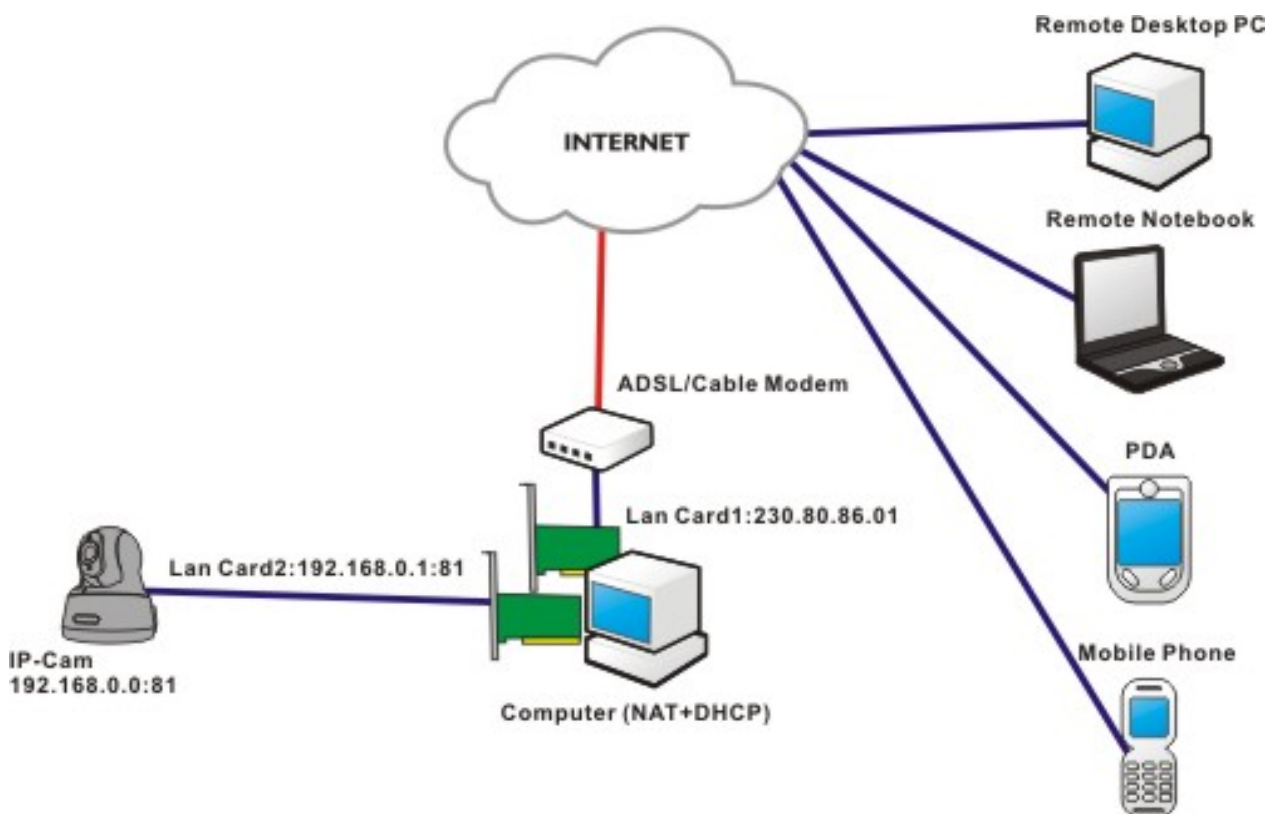 Remote Desktop PC
INTERNET
Remote Notebook
ADSL/Cable Modem
PDA
Lan Card1:230.80.86.01
Lan Card2:192.168.0.1:81
IP-Cam
192.168.0.0:81
Mobile Phone
Computer (NAT+DHCP)